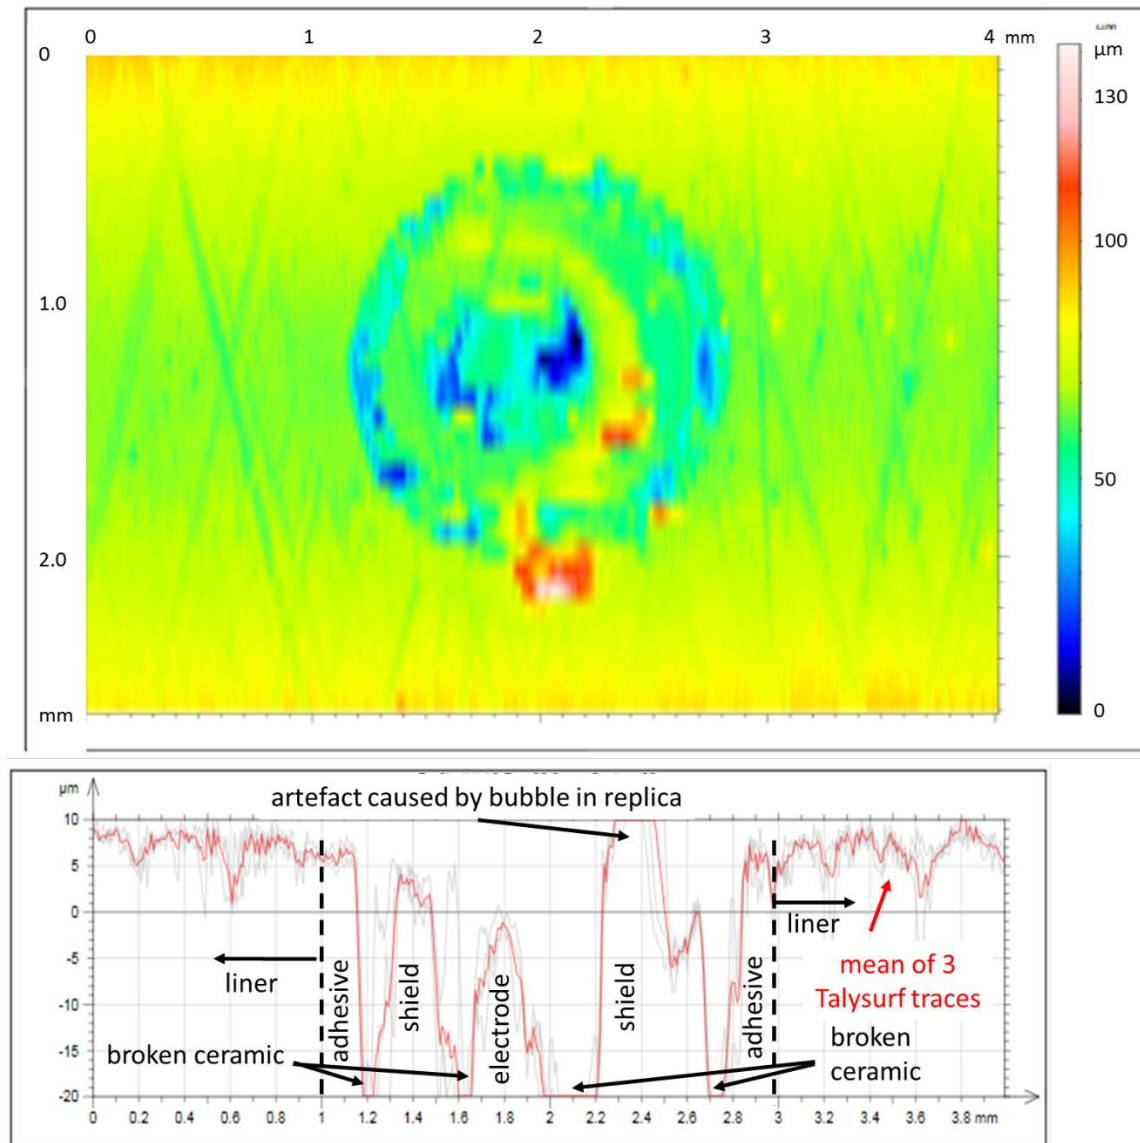 0 1 2 3 4 mm
0
µm
130
100
1.0
50
2.0
mm
0
µm
artefact caused by bubble in replica
10
5
0
-5
-10
-15
-20
liner
adhesive
shield
electrode
shield
adhesive
liner
mean of 3
Talysurf traces
broken ceramic
broken
ceramic
0 0.2 0.4 0.6 0.8 1 1.2 1.4 1.6 1.8 2 2.2 2.4 2.6 2.8 3 3.2 3.4 3.6 3.8 mm